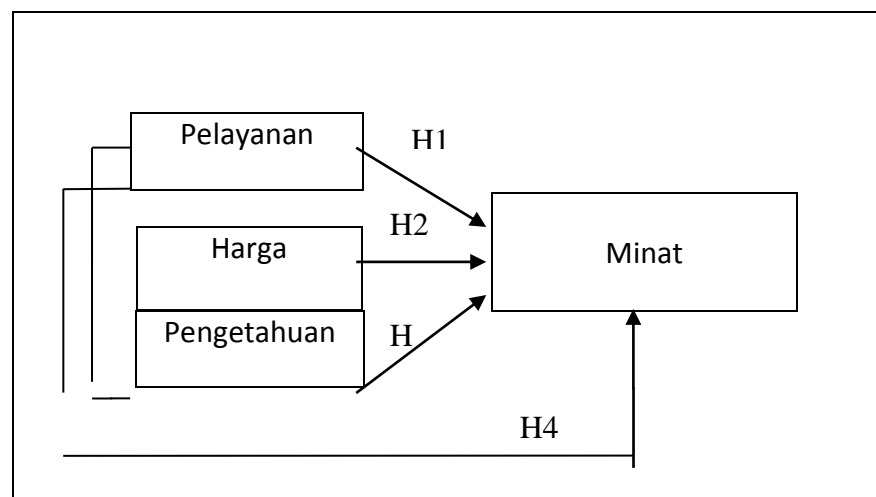 Pelayanan
H1
H2
Harga
Minat
Pengetahuan
H
H4